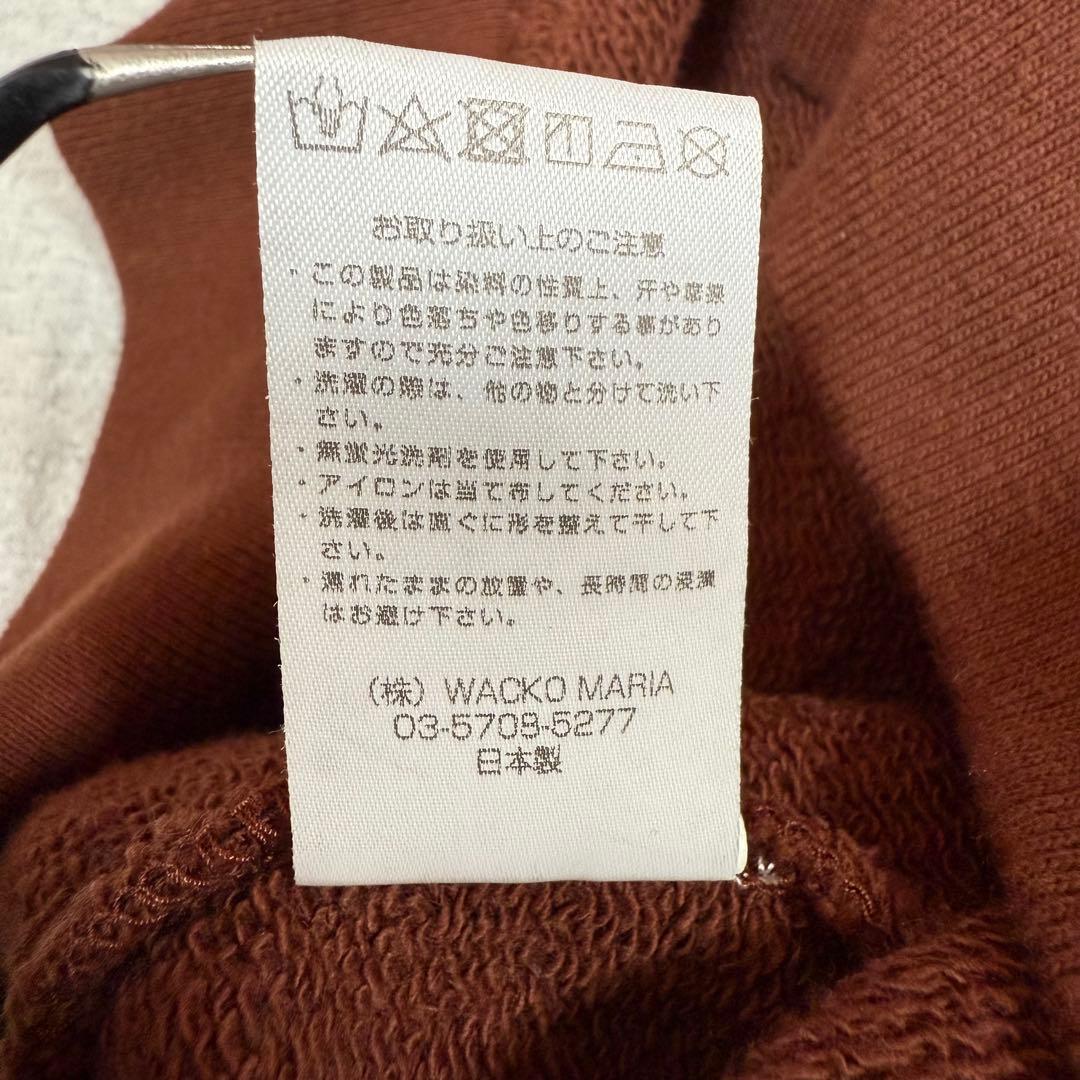 お取り扱い上のご注意
・この製品は染料の性質上、汗や摩擦
により色落ちや色移りする事があり
ますので充分ご注意下さい。
・洗濯の際は、他の物と分けて洗い下
さい。
・無蛍光洗剤を使用して下さい。
・アイロンは当て布してください。
・洗濯後は直ぐに形を整えて干して下
さい。
・濡れたままの放置や、長時間の浸漬
はお避け下さい。
(株) WACKO MARIA
03-5709-5277
日本製